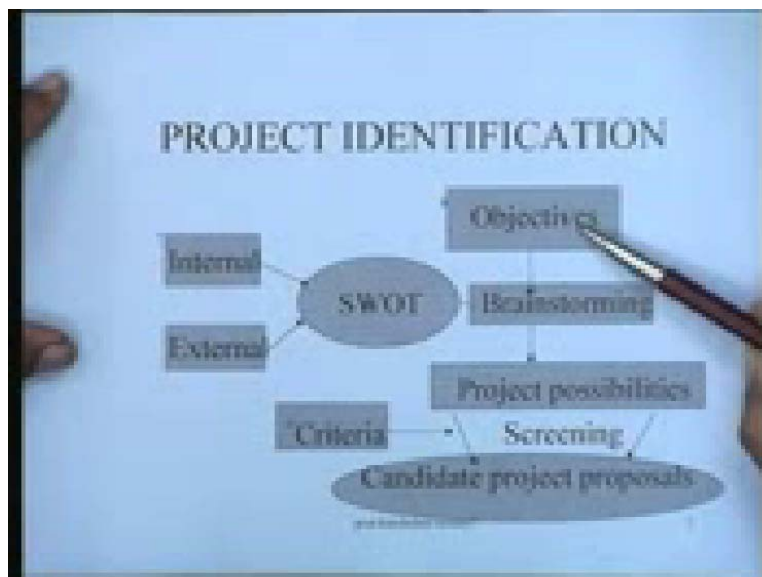 PROJECT IDENTIFICATION
Objectives
Internal
SWOT
Brainstorming
External
Project possibilities
Criteria
Screening
Candidate project proposals